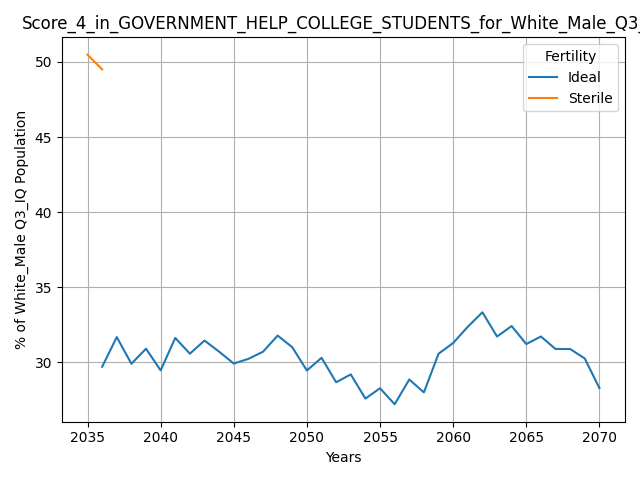 Score_4_in_GOVERNMENT_HELP_COLLEGE_STUDENTS_for_White_Male_Q3_
Fertility
Ideal
Sterile
% of White_Male Q3_IQ Population
50
45
40
35
30
2035 2040 2045 2050 2055 2060 2065 2070
Years